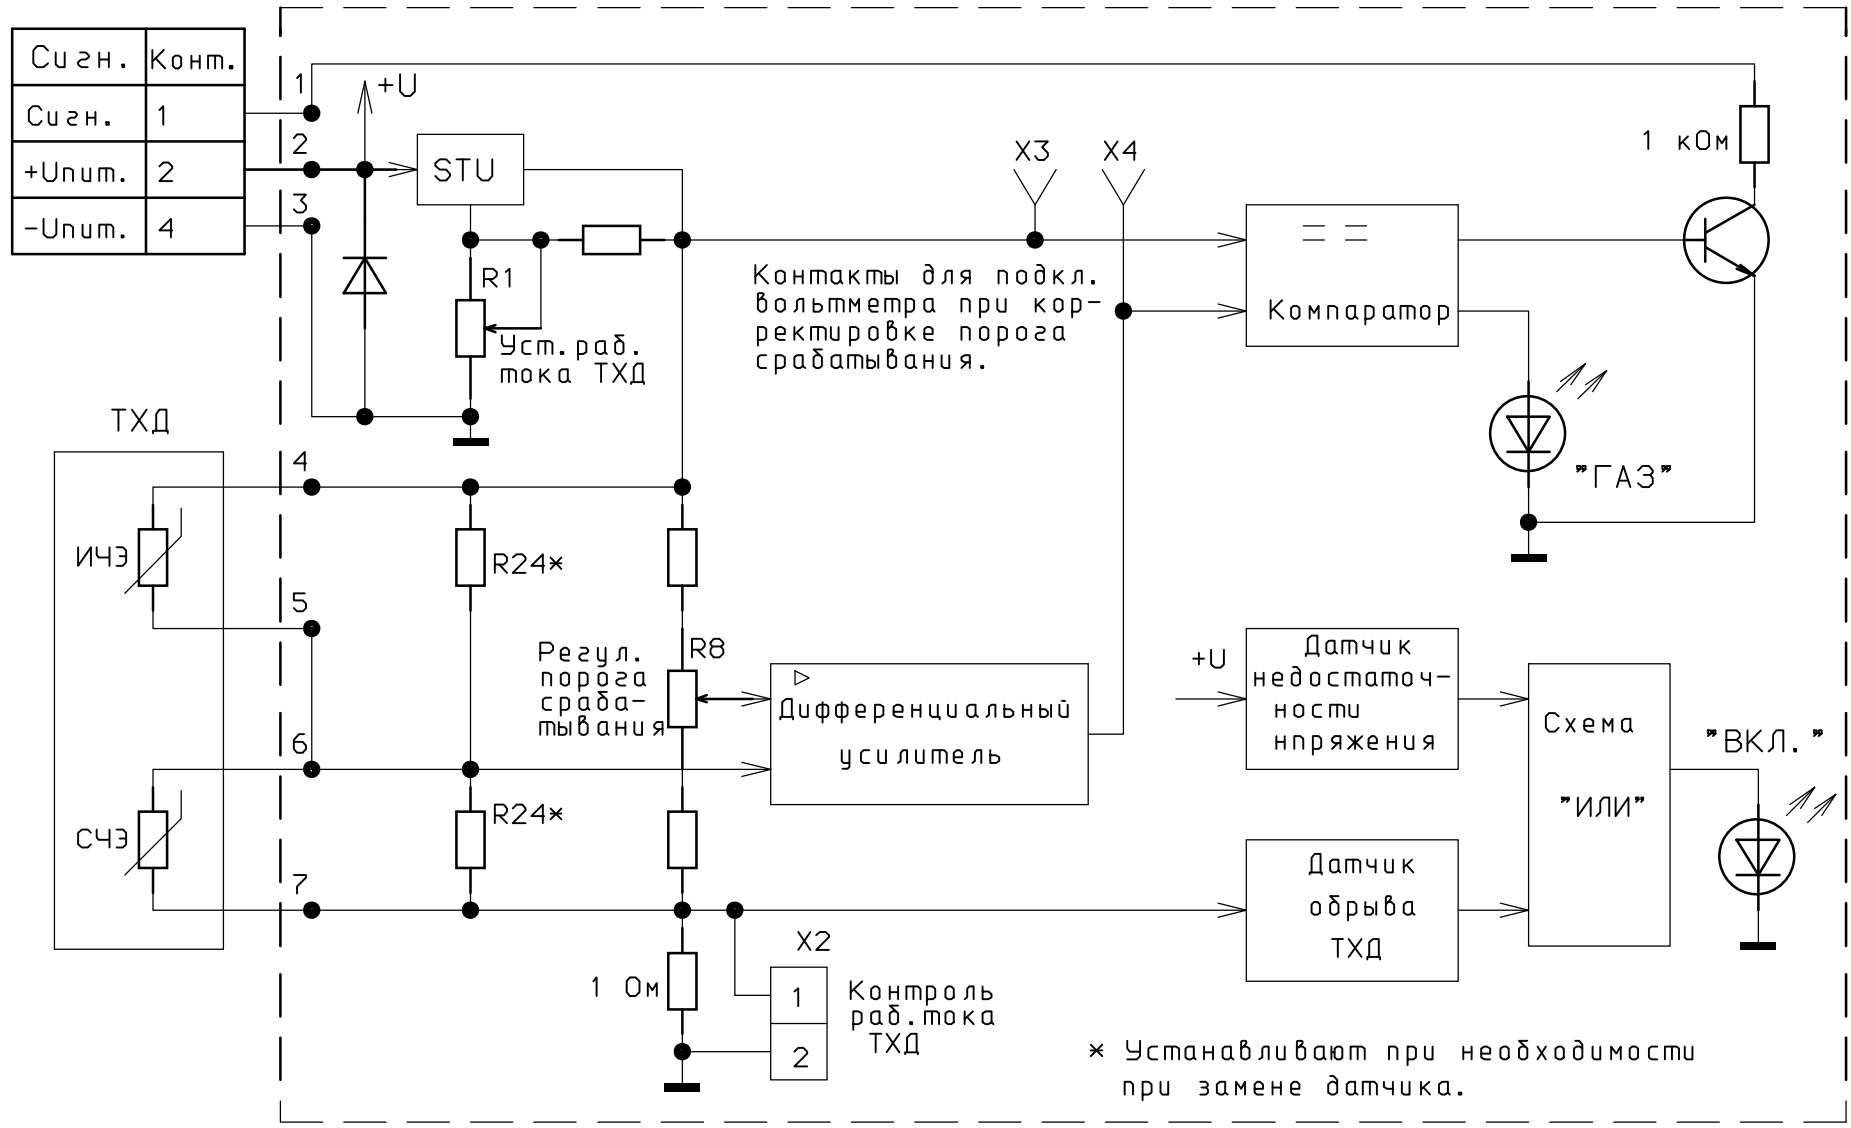 Сигн. Конт.
Сигн. 1
+Uпит. 2
-Uпит. 4
1
2
3
+U
STU
R1
Уст.раб.
тока ТХД
X3
X4
Контакты для подкл.
вольтметра при кор-
ректировке порога
срабатывания.
= =
Компаратор
1 кОм
"ГАЗ"
ТХД
ИЧЭ
СЧЭ
4
5
6
7
R24*
R24*
Регул.
порога
сраба-
тывания
R8
Дифференциальный
усилитель
+U
Датчик
недостаточ-
ности
нпряжения
Схема
"ИЛИ"
"ВКЛ."
Датчик
обрыва
ТХД
1 Ом
X2
1
2
Контроль
раб.тока
ТХД
* Устанавливают при необходимости
при замене датчика.